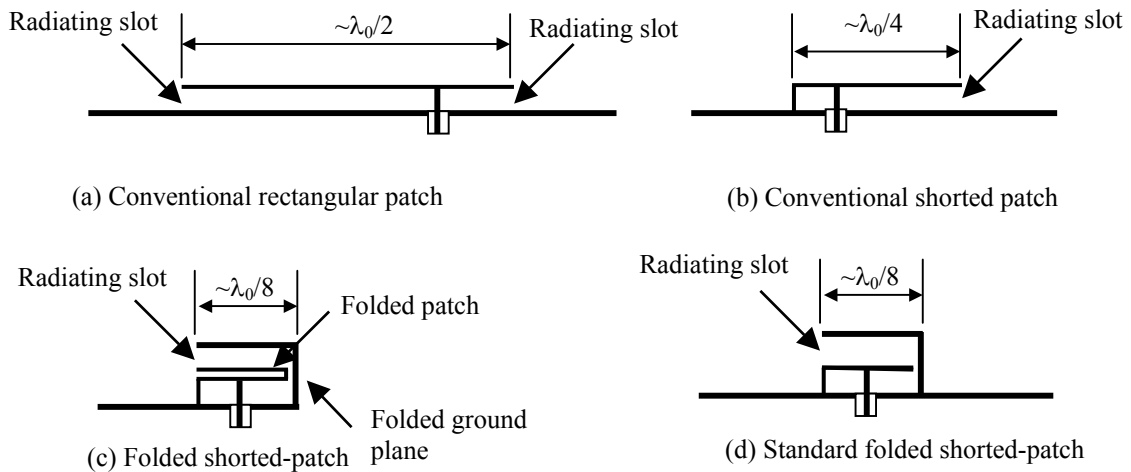 Radiating slot
~λ0/2
Radiating slot
~λ0/4
Radiating slot
(a) Conventional rectangular patch
(b) Conventional shorted patch
Radiating slot
~λ0/8
Folded patch
Folded ground
plane
(c) Folded shorted-patch
Radiating slot
~λ0/8
(d) Standard folded shorted-patch